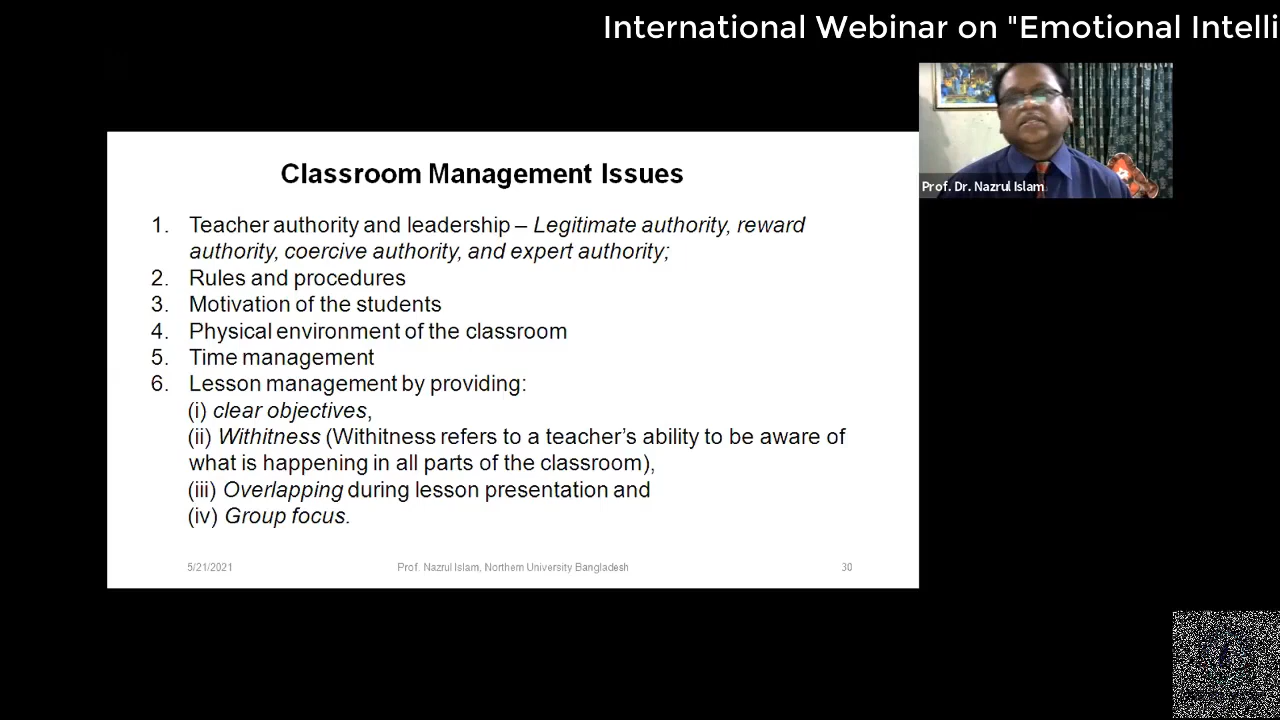 International Webinar on "Emotional Intelli
Prof. Dr. Nazrul Islam
Classroom Management Issues
1. Teacher authority and leadership – Legitimate authority, reward
authority, coercive authority, and expert authority;
2. Rules and procedures
3. Motivation of the students
4. Physical environment of the classroom
5. Time management
6. Lesson management by providing:
(i) clear objectives,
(ii) Withitness (Withitness refers to a teacher’s ability to be aware of
what is happening in all parts of the classroom),
(iii) Overlapping during lesson presentation and
(iv) Group focus.
5/21/2021 Prof. Nazrul Islam, Northern University Bangladesh 30